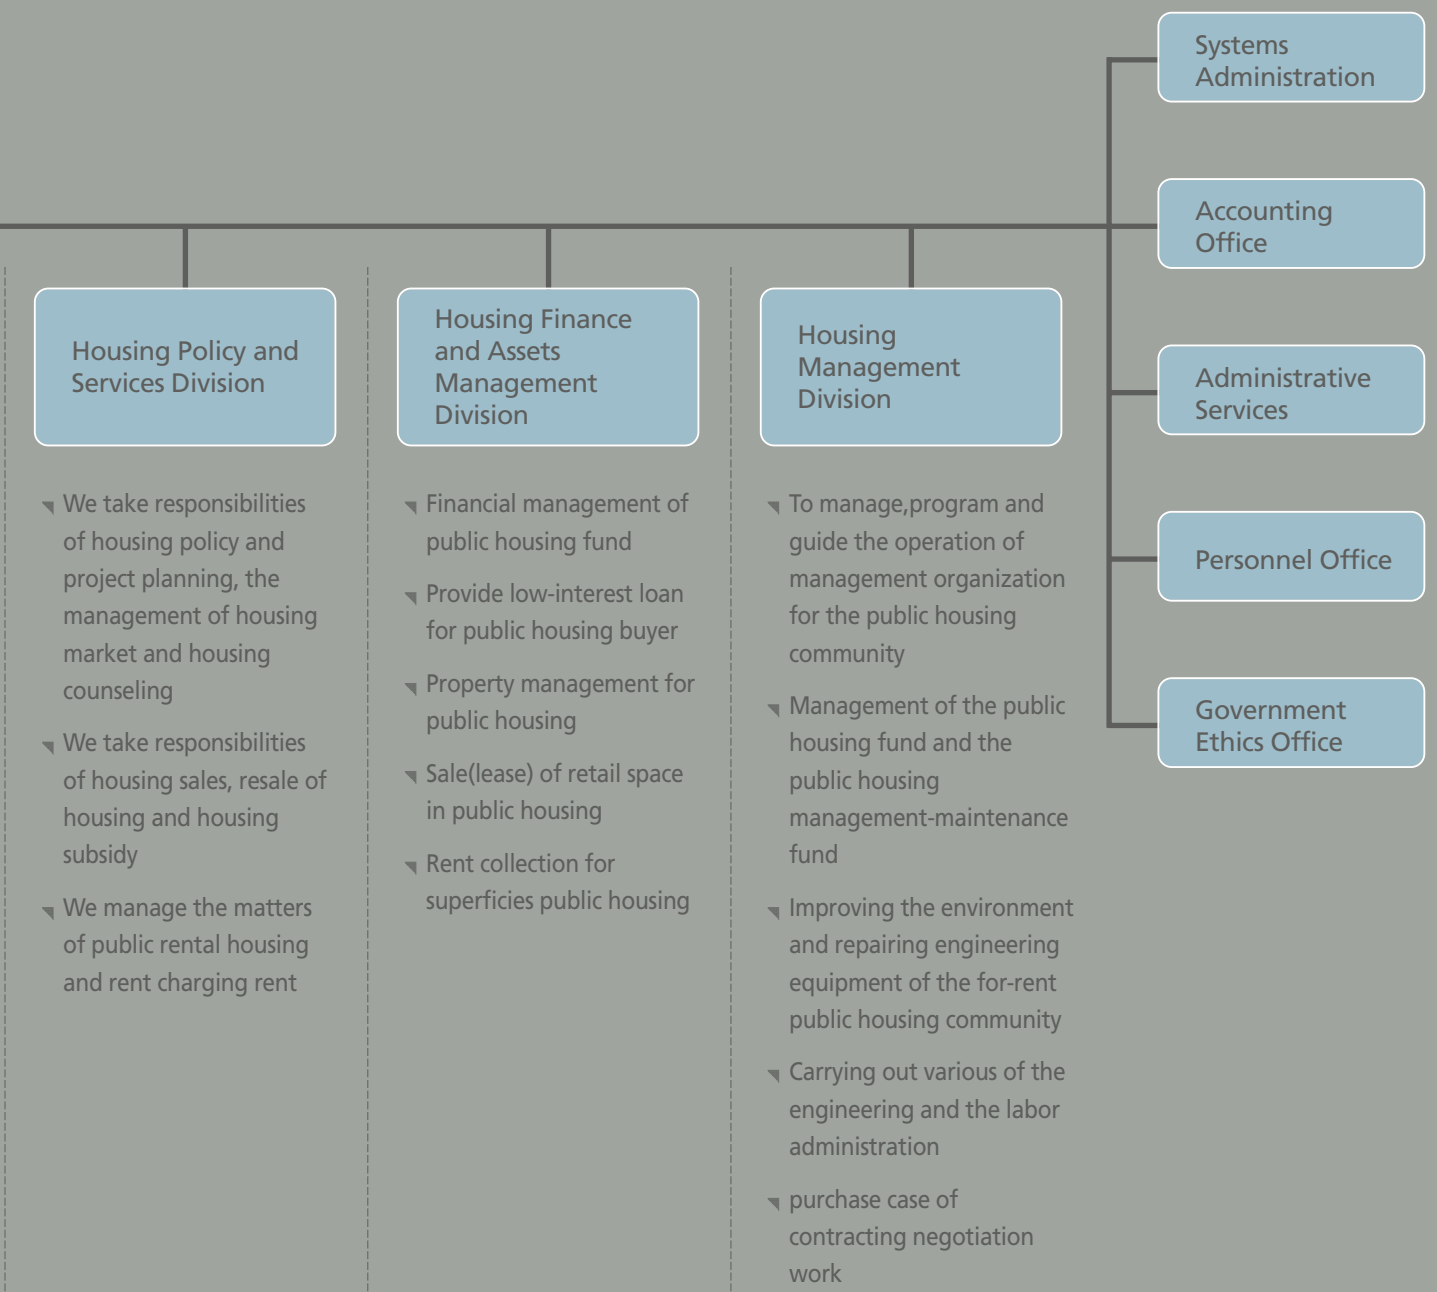 Systems
Administration
Accounting
Office
Administrative
Services
Personnel Office
Government
Ethics Office
Housing Policy and
Services Division
We take responsibilities
of housing policy and
project planning, the
management of housing
market and housing
counseling
We take responsibilities
of housing sales, resale of
housing and housing
subsidy
We manage the matters
of public rental housing
and rent charging rent
Housing Finance
and Assets
Management
Division
Financial management of
public housing fund
Provide low-interest loan
for public housing buyer
Property management for
public housing
Sale(lease) of retail space
in public housing
Rent collection for
superficies public housing
Housing
Management
Division
To manage,program and
guide the operation of
management organization
for the public housing
community
Management of the public
housing fund and the
public housing
management-maintenance
fund
Improving the environment
and repairing engineering
equipment of the for-rent
public housing community
Carrying out various of the
engineering and the labor
administration
purchase case of
contracting negotiation
work